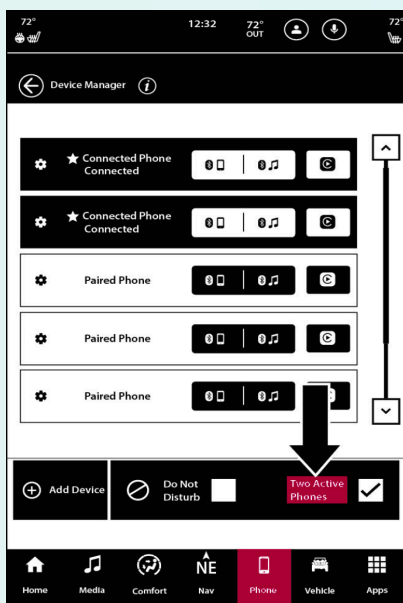 72°
12:32
72°
OUT
72°
Device Manager
i
Connected Phone
Connected
Connected Phone
Connected
Paired Phone
Paired Phone
Paired Phone
Add Device
Do Not
Disturb
Two Active
Phones
NE
Home
Media
Comfort
Nav
Phone
Vehicle
Apps